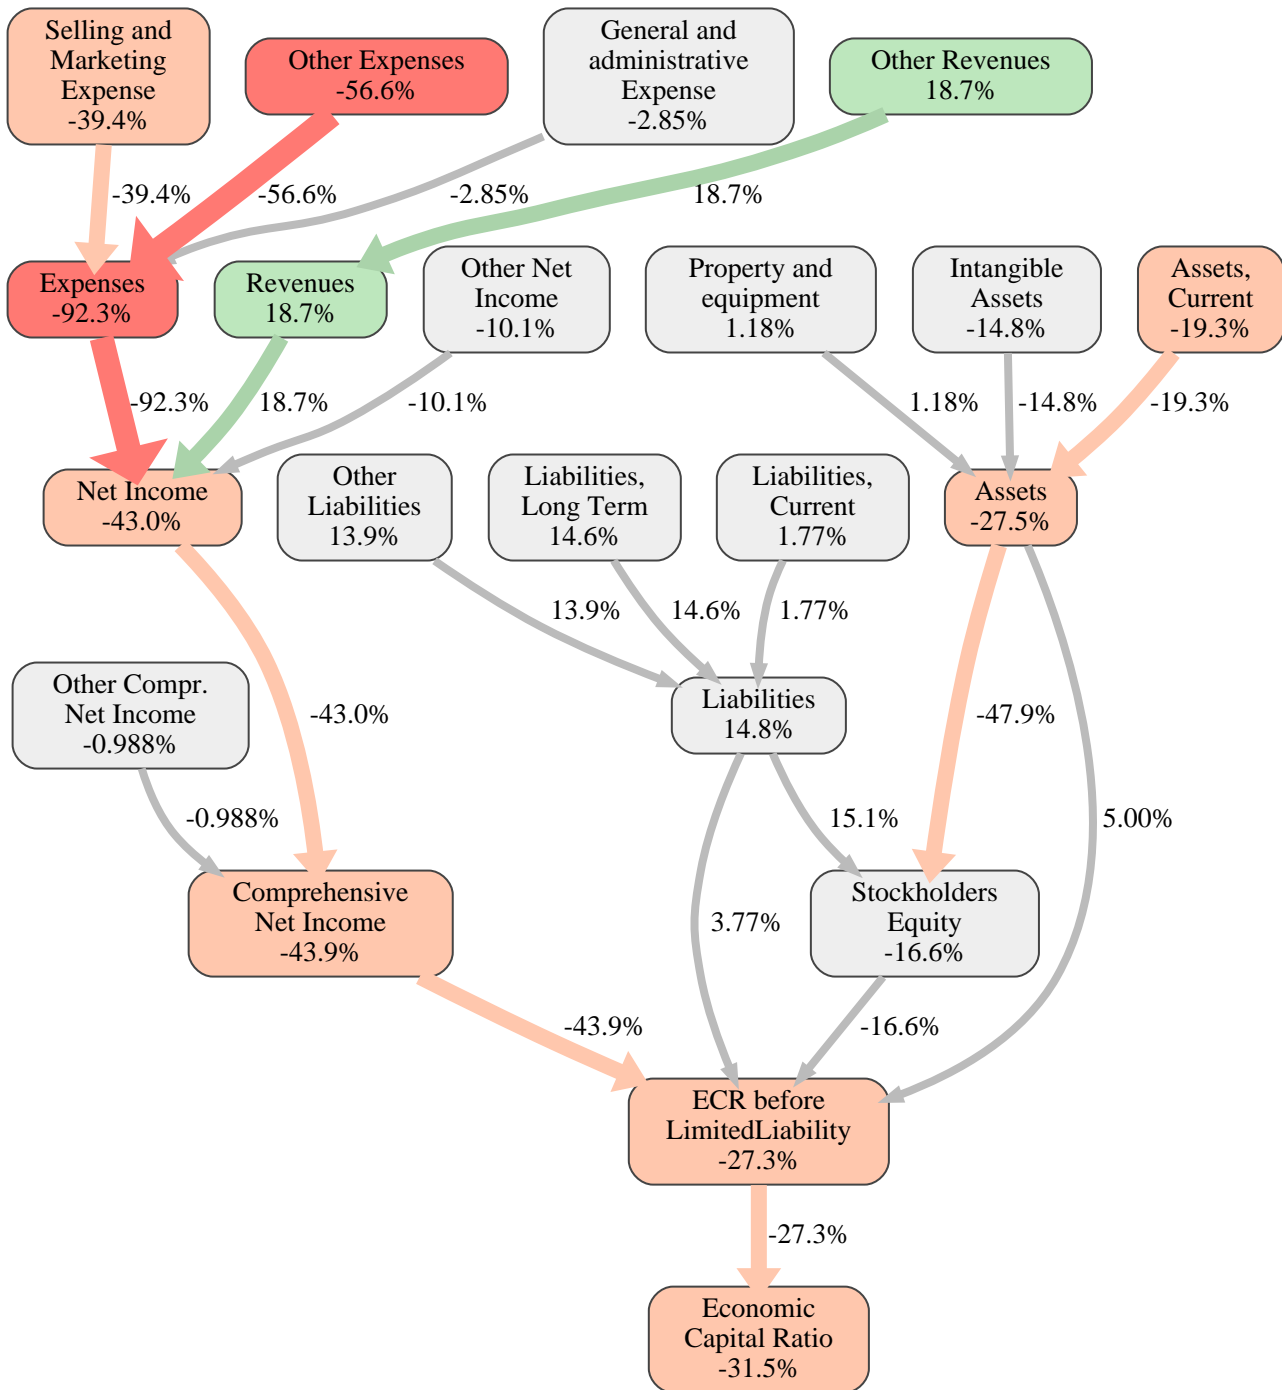 Selling and
Marketing
Expense
-39.4%
Other Expenses
-56.6%
General and
administrative
Expense
-2.85%
Other Revenues
18.7%
-39.4%
-56.6%
-2.85%
18.7%
Expenses
-92.3%
Revenues
18.7%
Other Net
Income
-10.1%
Property and
equipment
1.18%
Intangible
Assets
-14.8%
Assets,
Current
-19.3%
-92.3%
18.7%
-10.1%
1.18%
-14.8%
-19.3%
Net Income
-43.0%
Other
Liabilities
13.9%
Liabilities,
Long Term
14.6%
Liabilities,
Current
1.77%
Assets
-27.5%
13.9%
14.6%
1.77%
Other Compr.
Net Income
-0.988%
-43.0%
Liabilities
14.8%
-47.9%
-0.988%
15.1%
5.00%
Comprehensive
Net Income
-43.9%
3.77%
Stockholders
Equity
-16.6%
-43.9%
-16.6%
ECR before
LimitedLiability
-27.3%
-27.3%
Economic
Capital Ratio
-31.5%